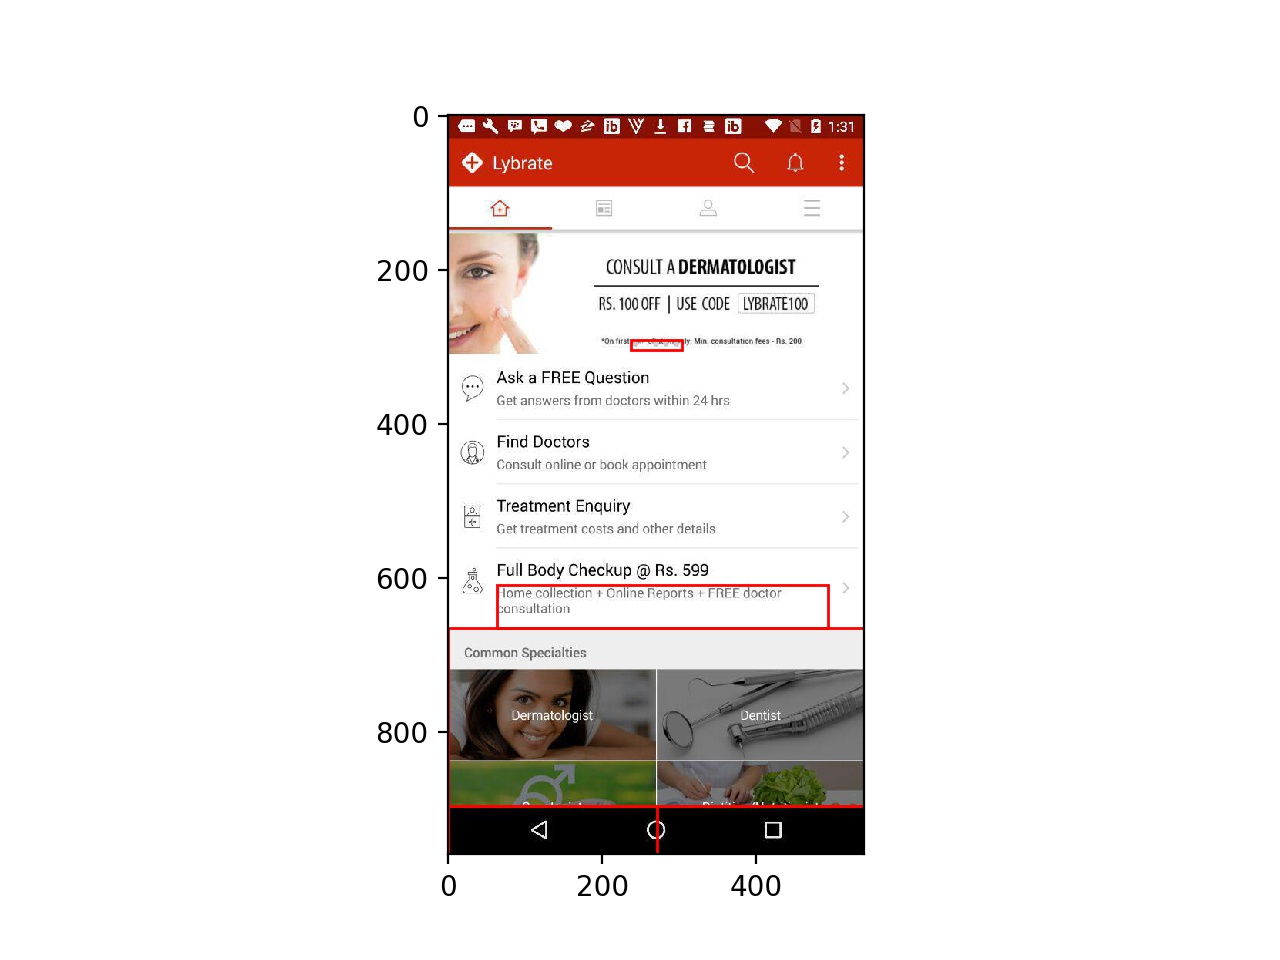 0
1:31
Lybrate
200
CONSULT A DERMATOLOGIST
RS. 100 OFF | USE CODE LYBRATE100
*On first only: Min. consultation fees - Rs. 200
Ask a FREE Question
Get answers from doctors within 24 hrs
400
Find Doctors
Consult online or book appointment
Treatment Enquiry
Get treatment costs and other details
600
Full Body Checkup @ Rs. 599
Home collection + Online Reports + FREE doctor
consultation
Common Specialties
Dermatologist
Dentist
800
0
200
400